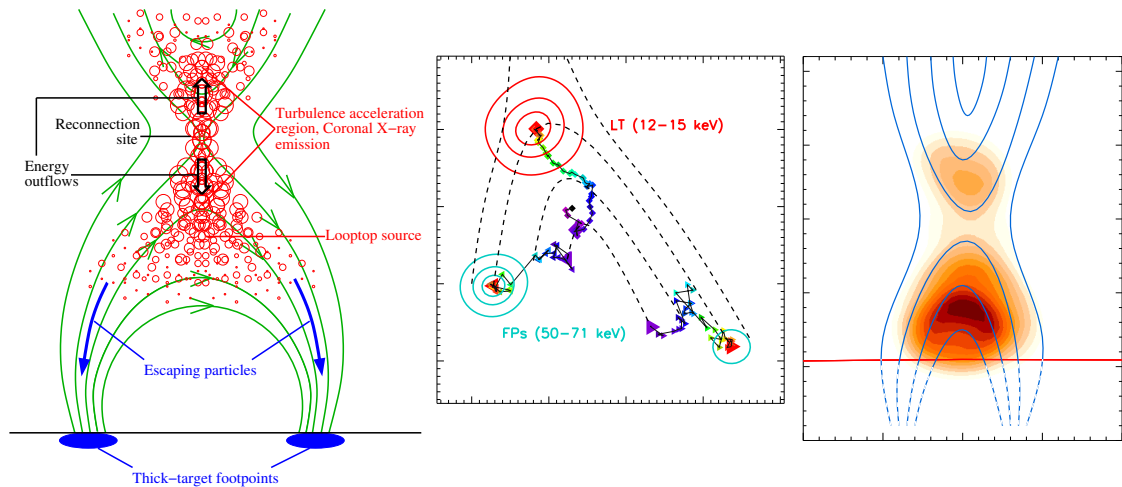 Turbulence acceleration
region, Coronal X−ray
emission
Reconnection
site
Energy
outflows
Looptop source
Escaping particles
Thick−target footpoints
LT (12−15 keV)
FPs (50−71 keV)